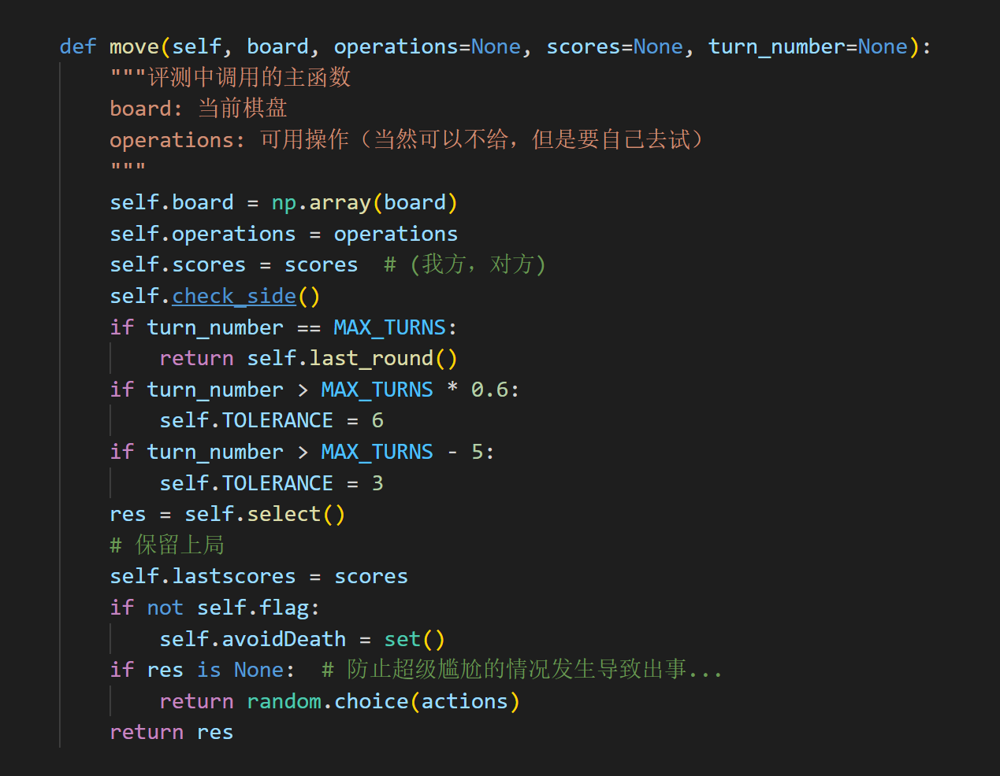 def move(self, board, operations=None, scores=None, turn_number=None):
    """评测中调用的主函数
    board: 当前棋盘
    operations: 可用操作（当然可以不给，但是要自己去试）
    """
    self.board = np.array(board)
    self.operations = operations
    self.scores = scores  # (我方，对方)
    self.check_side()
    if turn_number == MAX_TURNS:
        return self.last_round()
    if turn_number > MAX_TURNS * 0.6:
        self.TOLERANCE = 6
    if turn_number > MAX_TURNS - 5:
        self.TOLERANCE = 3
    res = self.select()
    # 保留上局
    self.lastscores = scores
    if not self.flag:
        self.avoidDeath = set()
    if res is None:  # 防止超级尴尬的情况发生导致出事...
        return random.choice(actions)
    return res